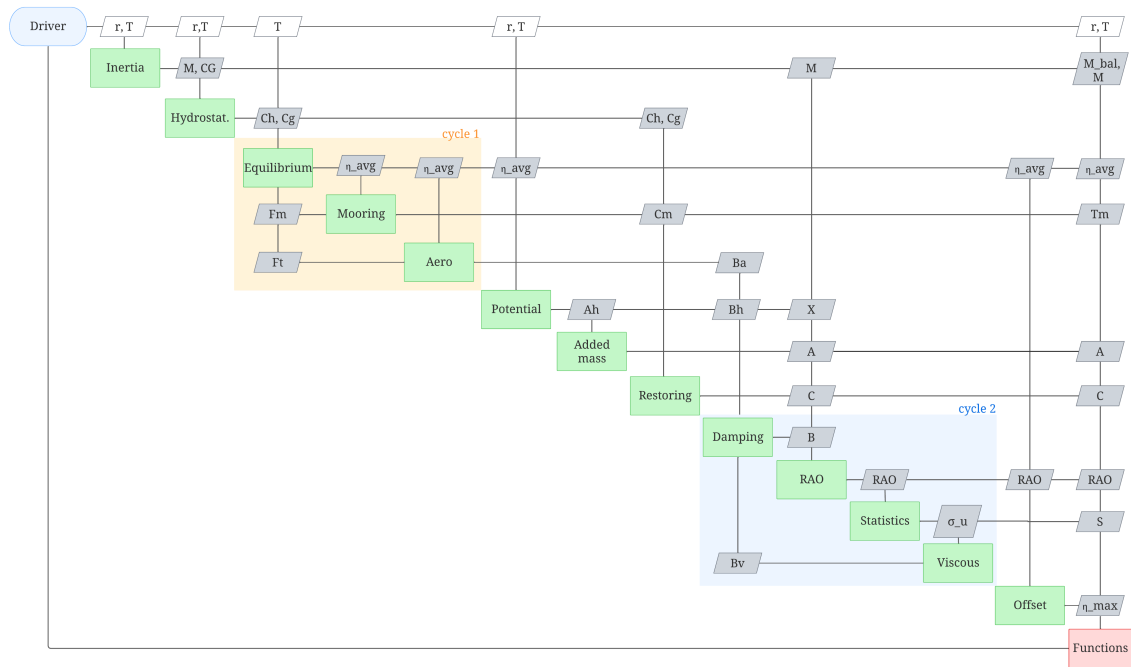 Driver
r, T
r,T
T
r, T
r, T
Inertia
M, CG
M
M_bal,
M
Hydrostat.
Ch, Cg
Ch, Cg
cycle 1
Equilibrium
η_avg
η_avg
η_avg
η_avg
η_avg
Fm
Mooring
Cm
Tm
Ft
Aero
Ba
Potential
Ah
Bh
X
Added
mass
A
A
Restoring
C
C
cycle 2
Damping
B
RAO
RAO
RAO
RAO
Statistics
σ_u
S
Bv
Viscous
Offset
η_max
Functions